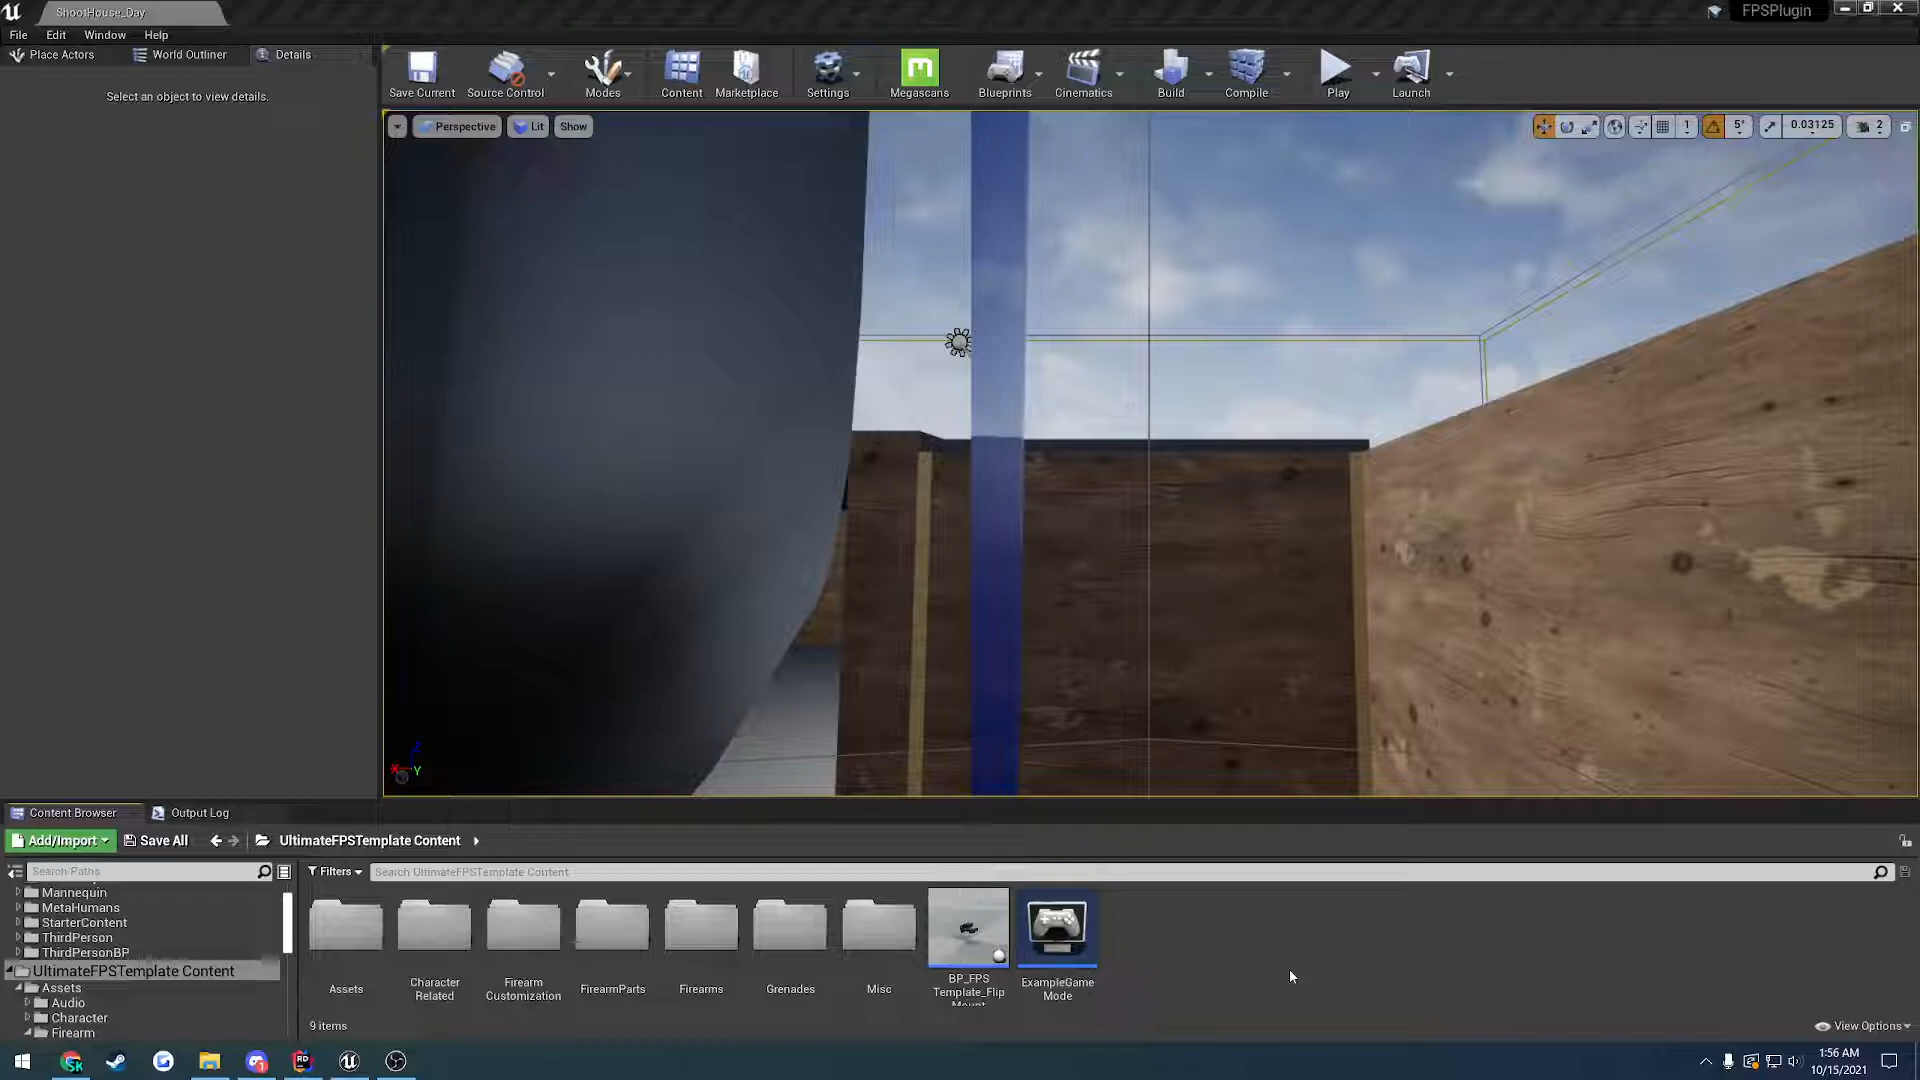 ShootHouse_Day
FPSPlugin
File Edit Window Help
Place Actors World Outliner Details
Select an object to view details.
Save Current Source Control Modes Content Marketplace Settings Megascans Blueprints Cinematics Build Compile Play Launch
Perspective Lit Show
1 5° 0.03125 2
Z
X Y
Content Browser Output Log
Add/Import Save All UltimateFPSTemplate Content
Search Paths
Filters Search UltimateFPSTemplate Content
Mannequin
MetaHumans
StarterContent
ThirdPerson
ThirdPersonBP
UltimateFPSTemplate Content
Assets
Audio
Character
Firearm
Assets
Character
Related
Firearm
Customization
FirearmParts
Firearms
Grenades
Misc
BP_FPS
Template_Flip
Mount
ExampleGame
Mode
9 items
View Options
1:56 AM
10/15/2021